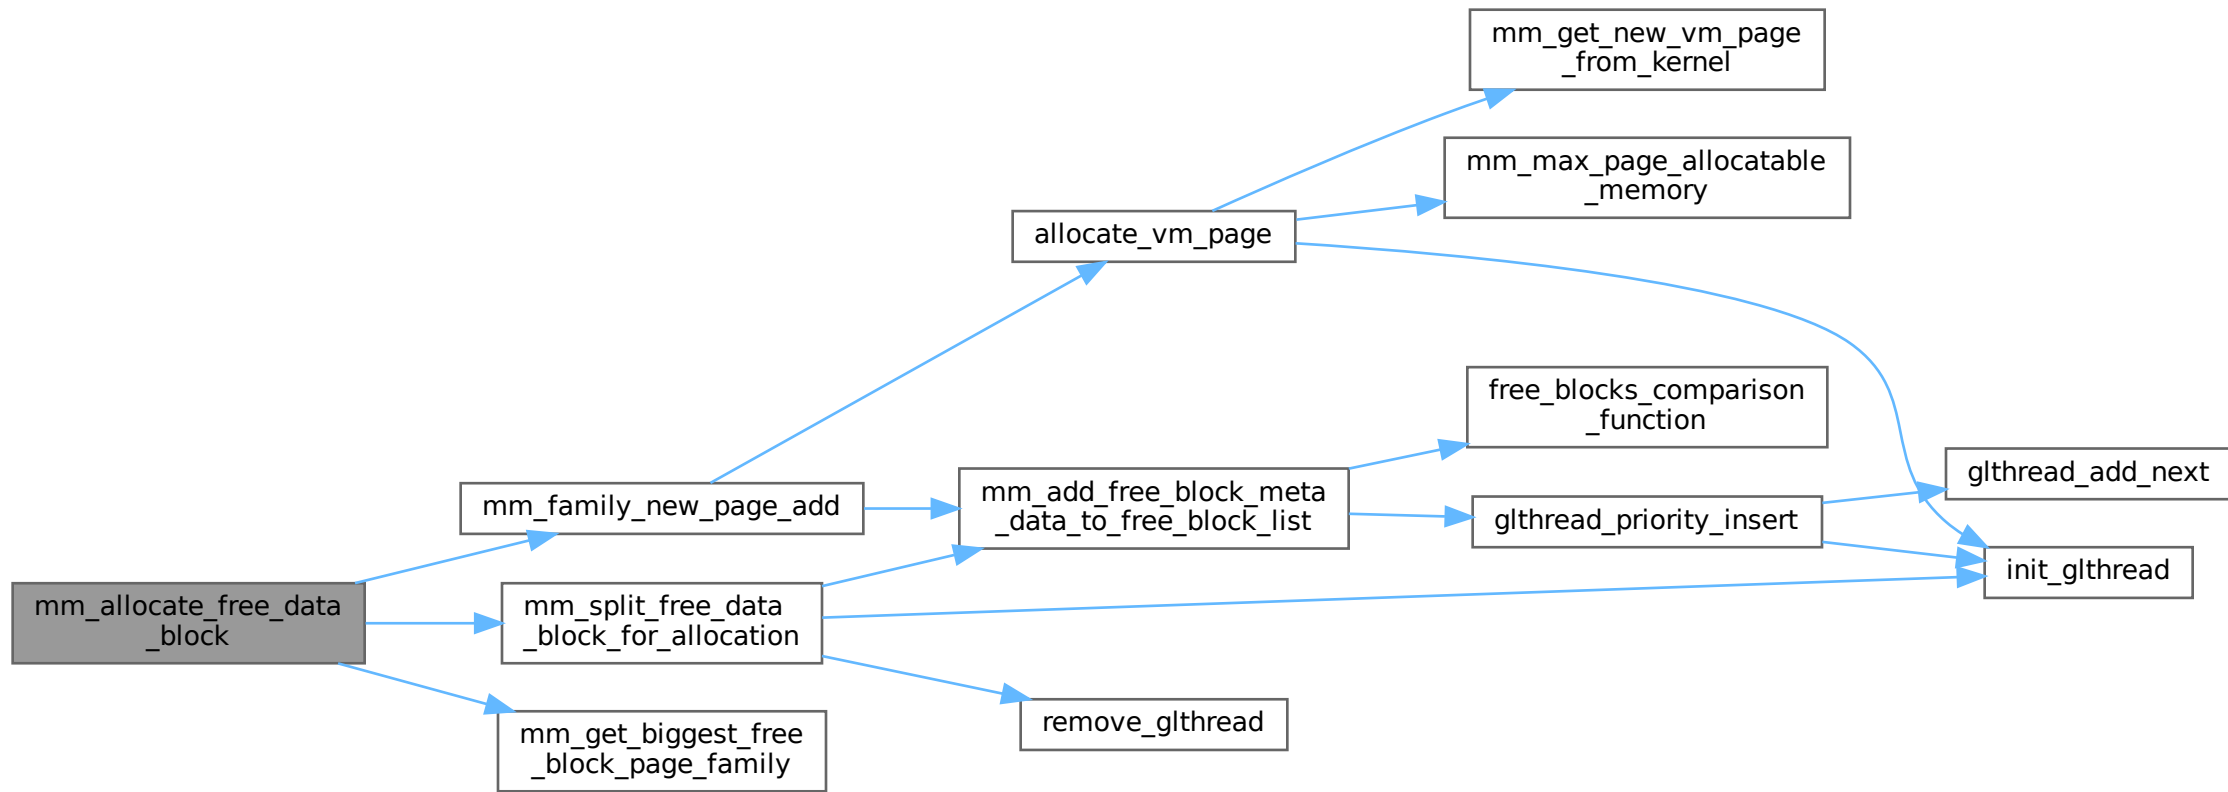 mm_allocate_free_data
_block
mm_family_new_page_add
mm_split_free_data
_block_for_allocation
mm_get_biggest_free
_block_page_family
allocate_vm_page
mm_add_free_block_meta
_data_to_free_block_list
remove_glthread
mm_get_new_vm_page
_from_kernel
mm_max_page_allocatable
_memory
free_blocks_comparison
_function
glthread_priority_insert
glthread_add_next
init_glthread